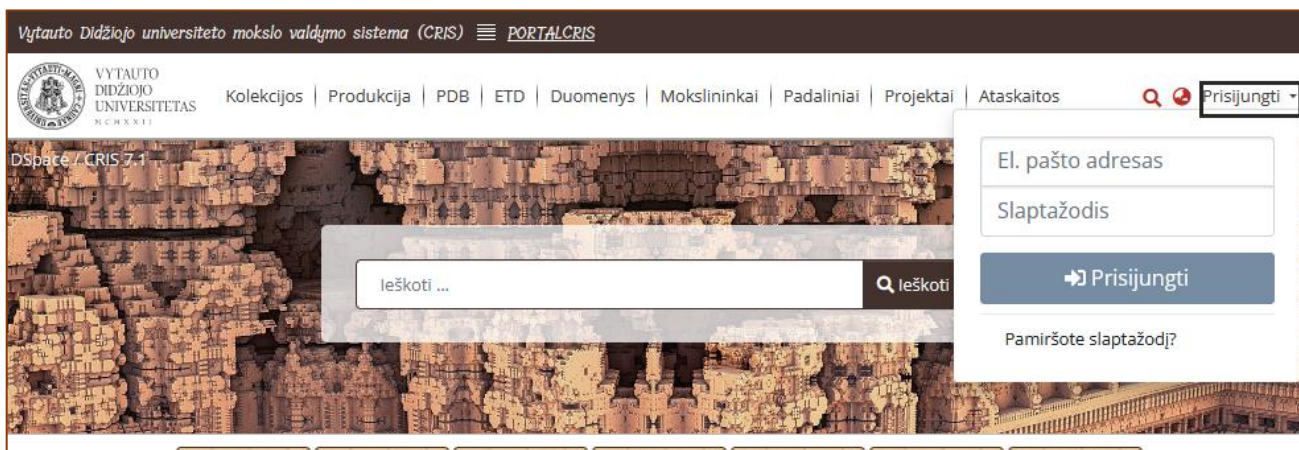 Vytauto Didžiojo universiteto mokslo valdymo sistema (CRIS) PORTALCRIS
VYTAUTO
DIDŽIOJO
UNIVERSITETAS
MCMXXII
Kolekcijos | Produkcija | PDB | ETD | Duomenys | Mokslininkai | Padaliniai | Projektai | Ataskaitos
Prisijungti
DSpace / CRIS 7.1
El. pašto adresas
Slaptažodis
Ieškoti ...
Ieškoti
Prisijungti
Pamiršote slaptažodį?